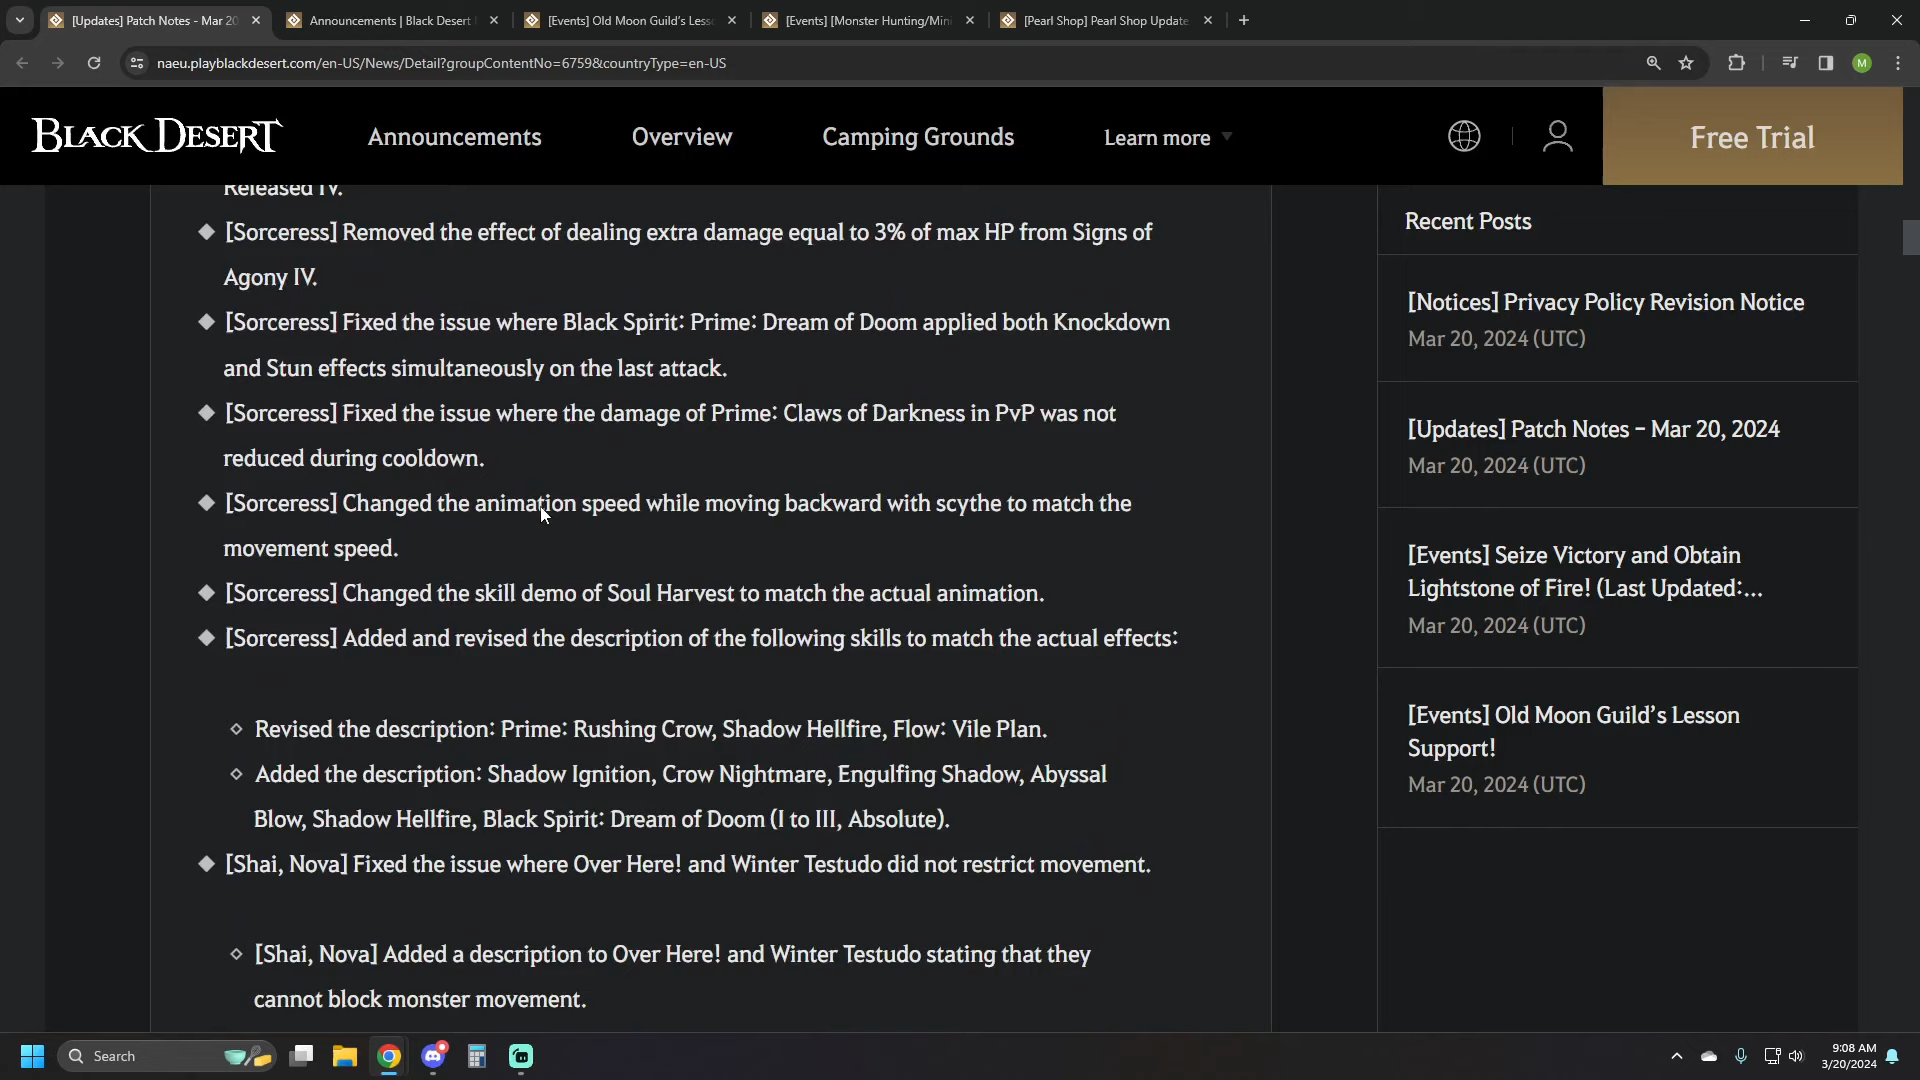 [Updates] Patch Notes - Mar 20
Announcements | Black Desert
[Events] Old Moon Guild's Less
[Events] [Monster Hunting/Min
[Pearl Shop] Pearl Shop Update
naeu.playblackdesert.com/en-US/News/Detail?groupContentNo=6759&countryType=en-US
M
BLACK DESERT
Announcements
Overview
Camping Grounds
Learn more
Free Trial
Released IV.
[Sorceress] Removed the effect of dealing extra damage equal to 3% of max HP from Signs of
Agony IV.
[Sorceress] Fixed the issue where Black Spirit: Prime: Dream of Doom applied both Knockdown
and Stun effects simultaneously on the last attack.
[Sorceress] Fixed the issue where the damage of Prime: Claws of Darkness in PvP was not
reduced during cooldown.
[Sorceress] Changed the animation speed while moving backward with scythe to match the
movement speed.
[Sorceress] Changed the skill demo of Soul Harvest to match the actual animation.
[Sorceress] Added and revised the description of the following skills to match the actual effects:
Revised the description: Prime: Rushing Crow, Shadow Hellfire, Flow: Vile Plan.
Added the description: Shadow Ignition, Crow Nightmare, Engulfing Shadow, Abyssal
Blow, Shadow Hellfire, Black Spirit: Dream of Doom (I to III, Absolute).
[Shai, Nova] Fixed the issue where Over Here! and Winter Testudo did not restrict movement.
[Shai, Nova] Added a description to Over Here! and Winter Testudo stating that they
cannot block monster movement.
Recent Posts
[Notices] Privacy Policy Revision Notice
Mar 20, 2024 (UTC)
[Updates] Patch Notes - Mar 20, 2024
Mar 20, 2024 (UTC)
[Events] Seize Victory and Obtain
Lightstone of Fire! (Last Updated:...
Mar 20, 2024 (UTC)
[Events] Old Moon Guild's Lesson
Support!
Mar 20, 2024 (UTC)
Search
9:08 AM
3/20/2024